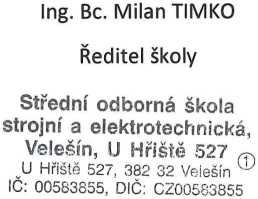 Ing. Bc. Milan TIMKO
Ředitel školy
Střední odborná škola
strojní a elektrotechnická,
Velešín, U Hřiště 527
U Hřiště 527, 382 32 Velešín ①
IČ: 00583855, DIČ: CZ00583855